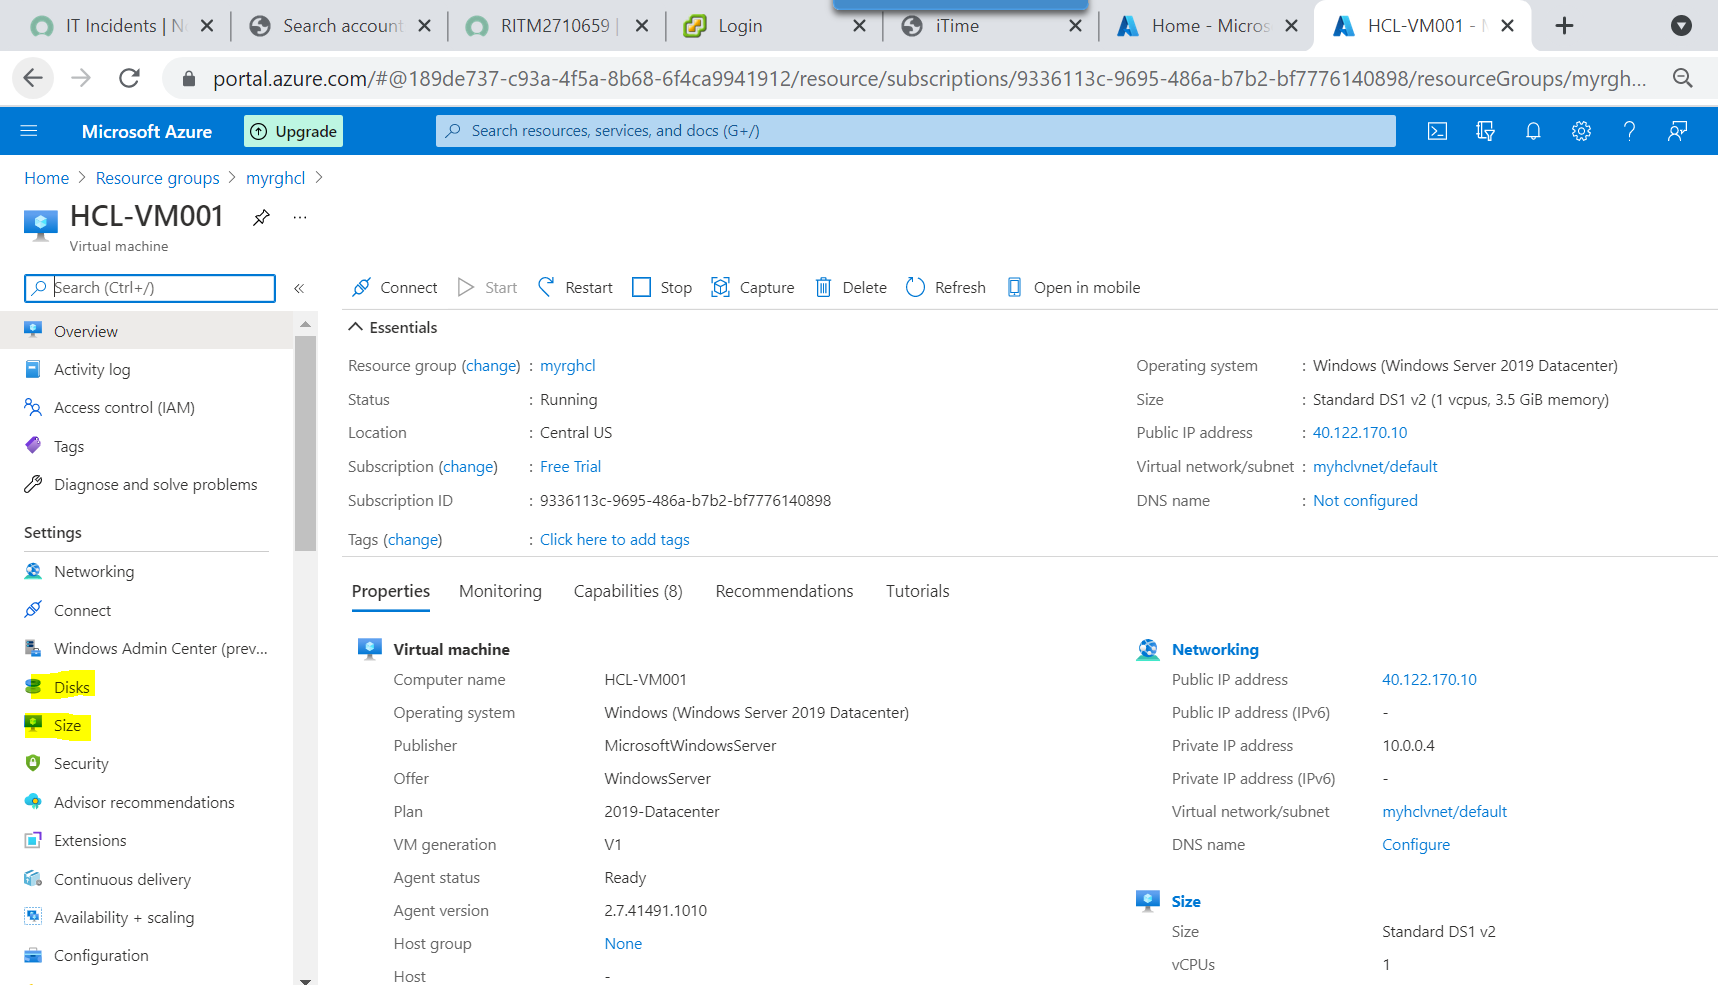 IT Incidents | N
Search account
RITM2710659 |
Login
iTime
Home - Micros
HCL-VM001 - M
portal.azure.com/#@189de737-c93a-4f5a-8b68-6f4ca9941912/resource/subscriptions/9336113c-9695-486a-b7b2-bf7776140898/resourceGroups/myrgh...
Microsoft Azure
Upgrade
Search resources, services, and docs (G+/)
Home > Resource groups > myrghcl >
HCL-VM001
Virtual machine
Search (Ctrl+/)
Overview
Activity log
Access control (IAM)
Tags
Diagnose and solve problems
Settings
Networking
Connect
Windows Admin Center (prev...
Disks
Size
Security
Advisor recommendations
Extensions
Continuous delivery
Availability + scaling
Configuration
Connect Start Restart Stop Capture Delete Refresh Open in mobile
Essentials
Resource group (change) : myrghcl
Status : Running
Location : Central US
Subscription (change) : Free Trial
Subscription ID : 9336113c-9695-486a-b7b2-bf7776140898
Tags (change) : Click here to add tags
Operating system : Windows (Windows Server 2019 Datacenter)
Size : Standard DS1 v2 (1 vcpus, 3.5 GiB memory)
Public IP address : 40.122.170.10
Virtual network/subnet : myhclvnet/default
DNS name : Not configured
Properties Monitoring Capabilities (8) Recommendations Tutorials
Virtual machine
Computer name HCL-VM001
Operating system Windows (Windows Server 2019 Datacenter)
Publisher MicrosoftWindowsServer
Offer WindowsServer
Plan 2019-Datacenter
VM generation V1
Agent status Ready
Agent version 2.7.41491.1010
Host group None
Host -
Networking
Public IP address 40.122.170.10
Public IP address (IPv6) -
Private IP address 10.0.0.4
Private IP address (IPv6) -
Virtual network/subnet myhclvnet/default
DNS name Configure
Size
Size Standard DS1 v2
vCPUs 1